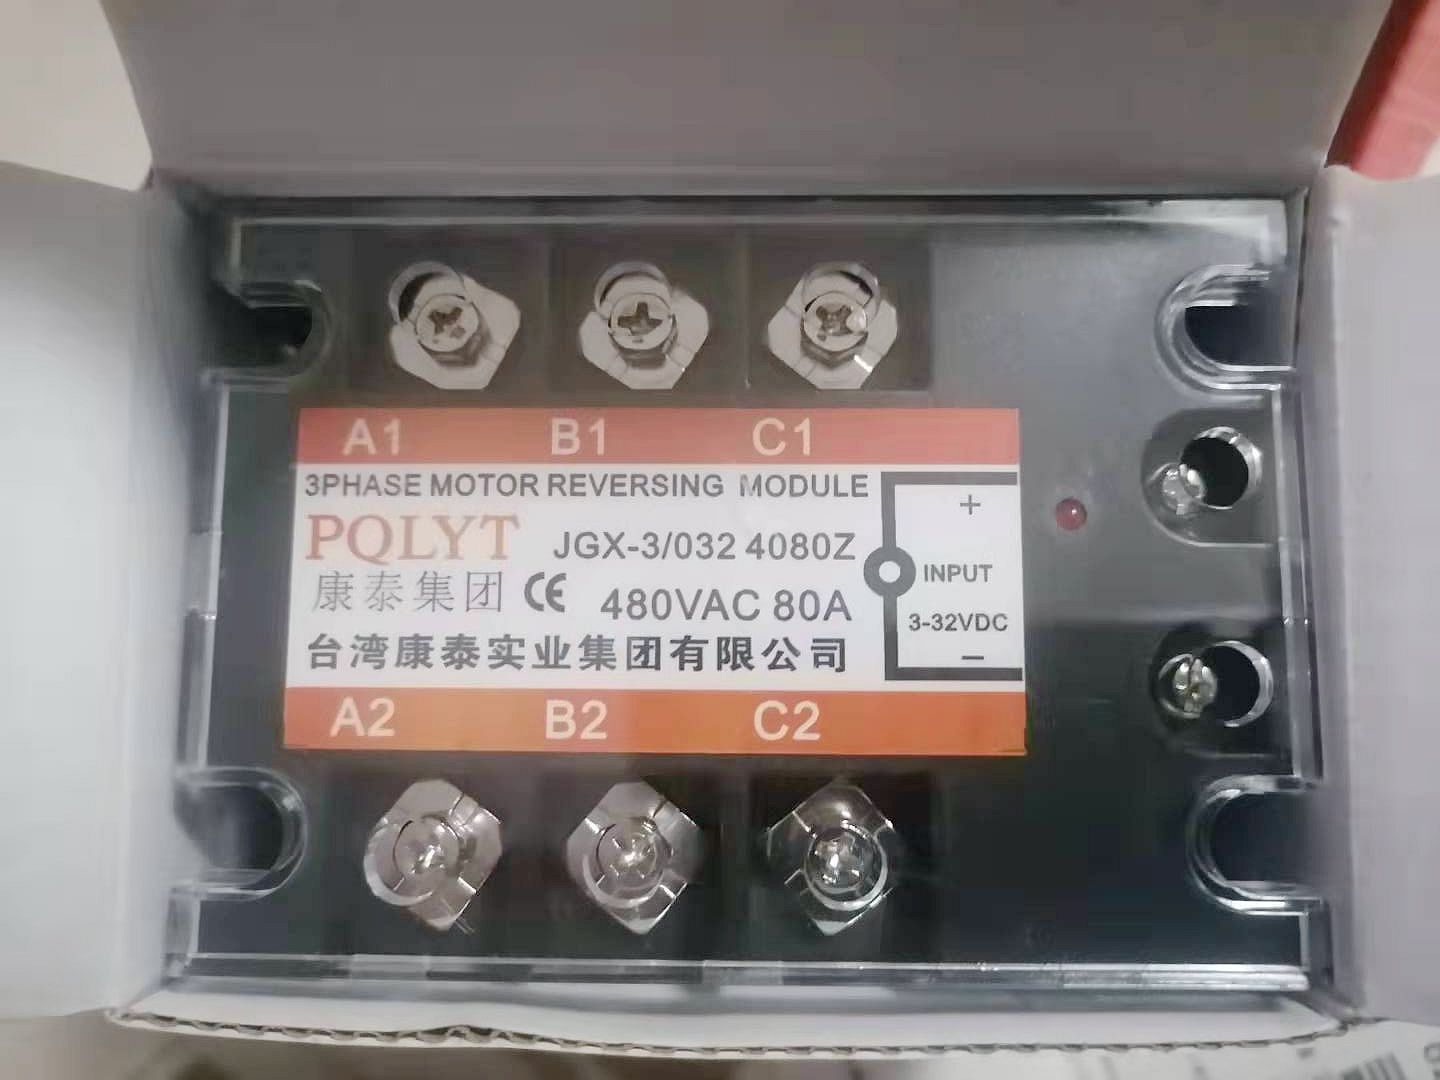 A1 B1 C1
3PHASE MOTOR REVERSING MODULE
PQLYT JGX-3/032 4080Z
康泰集团 CE 480VAC 80A
台湾康泰实业集团有限公司
+
INPUT
3-32VDC
−
A2 B2 C2